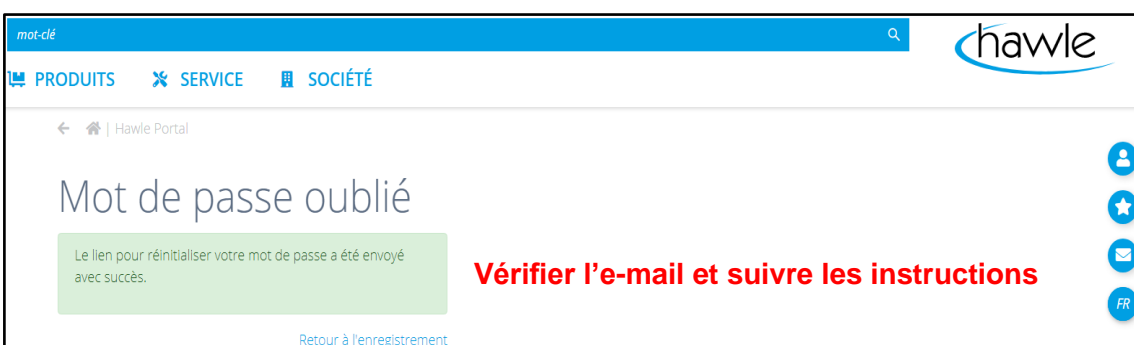 mot-clé
hawle
PRODUITS SERVICE SOCIÉTÉ
| Hawle Portal
Mot de passe oublié
Le lien pour réinitialiser votre mot de passe a été envoyé
avec succès.
Vérifier l’e-mail et suivre les instructions
FR
Retour à l'enregistrement